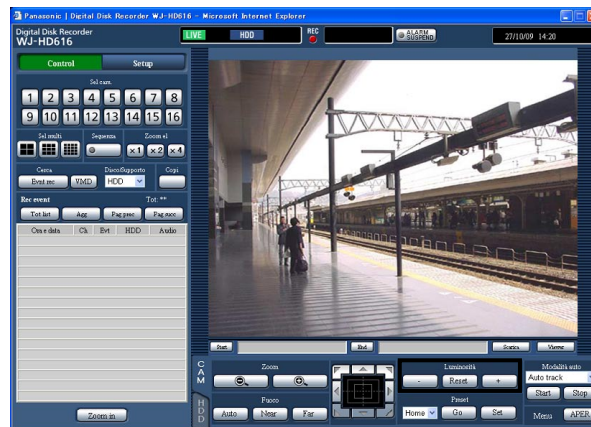 Panasonic | Digital Disk Recorder WJ-HD616 - Microsoft Internet Explorer
Digital Disk Recorder
WJ-HD616
LIVE HDD REC ALARM SUSPEND 27/10/09 14:20
Control Setup
Sel cam.
1 2 3 4 5 6 7 8
9 10 11 12 13 14 15 16
Sel multi Sequenza Zoom el
x1 x2 x4
Cerca Disco/Supporto Copi
Evnt rec VMD HDD
Rec event Tot: **
Tot list Agg Pag prec Pag succ
Ora e data Ch Evt HDD Audio
Zoom in
Start End Scarica Viewer
CAM
HDD
Zoom Luminosità Modalità auto
- Reset + Auto track
Start Stop
Fuoco Preset
Auto Near Far Home Go Set Menu APER